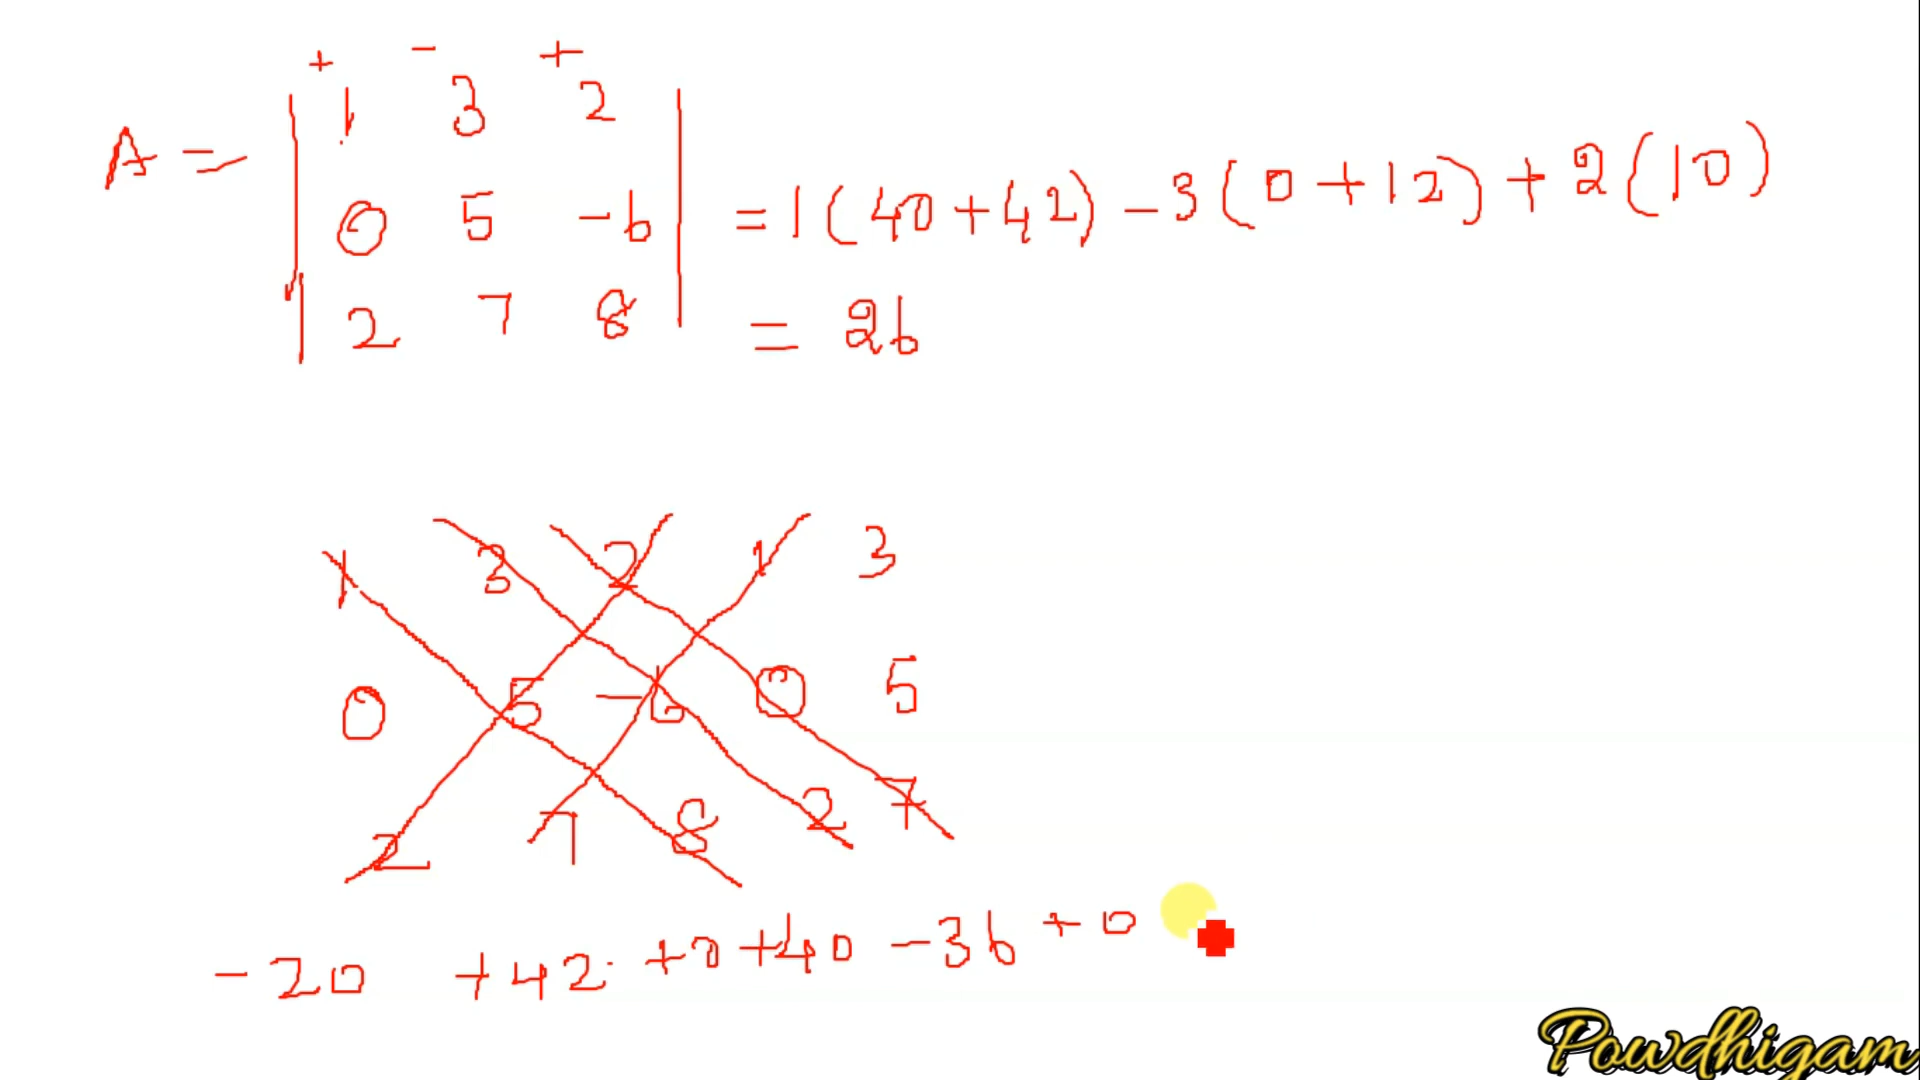 + - +
1 3 2
A = 0 5 -6 = 1(40+42) -3(0+12) +2(10)
2 7 8 = 26
1 3 2 1 3
0 5 -6 0 5
2 7 8 2 7
-20 +42 +0 +40 -36 +0
Powdhigam